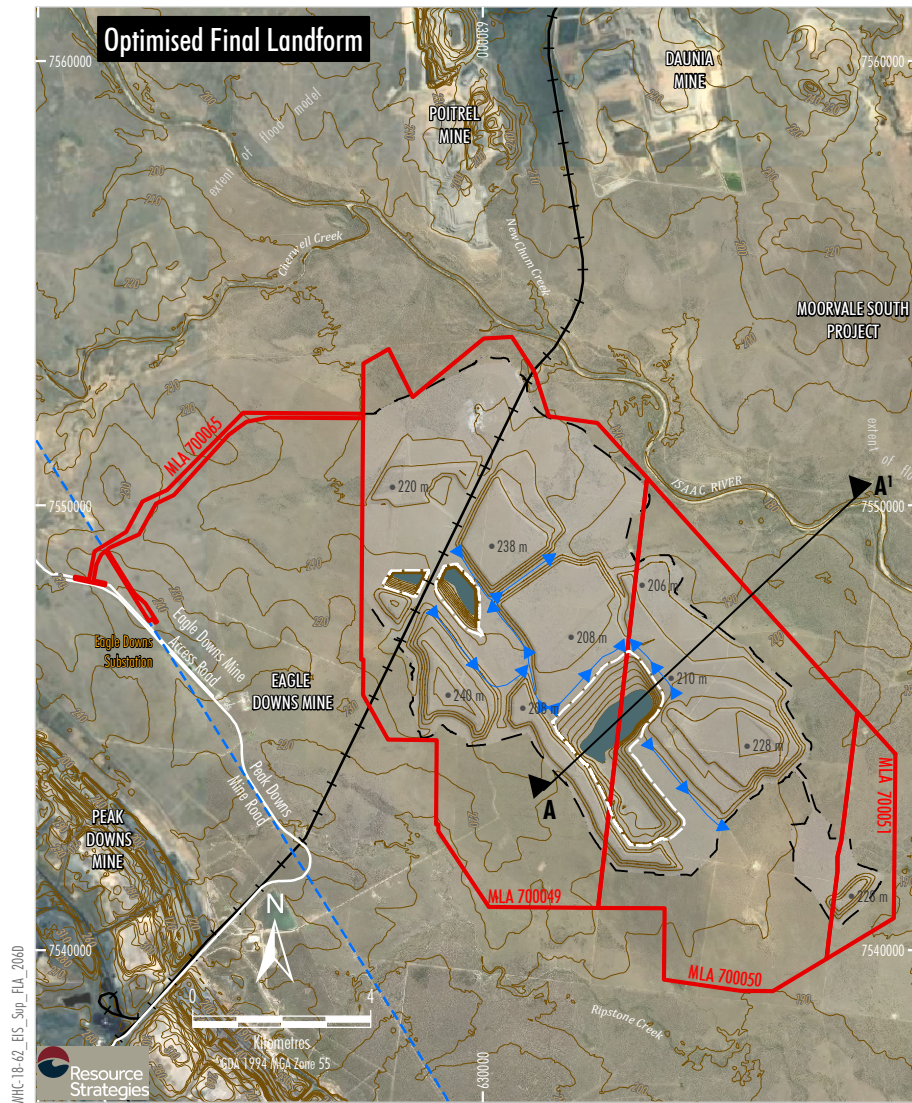 Optimised Final Landform
7560000
630000
7560000
DAUNIA
MINE
POITREL
MINE
extent of flood model
Cherwell Creek
New Chum Creek
MOORVALE SOUTH
PROJECT
MLA 700065
extent of
ISAAC RIVER
A¹
7550000
7550000
220 m
238 m
206 m
208 m
210 m
240 m
228 m
Eagle Downs
Substation
Eagle Downs Mine
Access Road
EAGLE
DOWNS MINE
Peak Downs
Mine Road
PEAK
DOWNS
MINE
A
MLA 700051
MLA 700049
228 m
N
7540000
7540000
MLA 700050
0
4
Kilometres
GDA 1994 MGA Zone 55
Ripstone Creek
630000
Resource
Strategies
WHC-18-62_EIS_Sup_FLA_206D